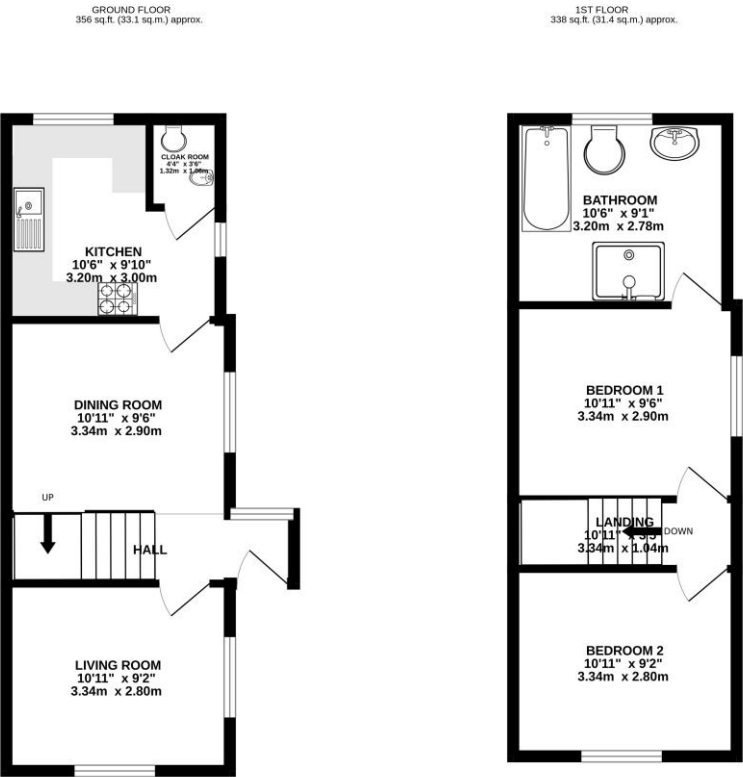 GROUND FLOOR
356 sq.ft. (33.1 sq.m.) approx.
1ST FLOOR
338 sq.ft. (31.4 sq.m.) approx.
CLOAK ROOM
4'4" x 3'6"
1.32m x 1.06m
KITCHEN
10'6" x 9'10"
3.20m x 3.00m
DINING ROOM
10'11" x 9'6"
3.34m x 2.90m
UP
HALL
LIVING ROOM
10'11" x 9'2"
3.34m x 2.80m
BATHROOM
10'6" x 9'1"
3.20m x 2.78m
BEDROOM 1
10'11" x 9'6"
3.34m x 2.90m
LANDING
10'11" x 3'5"
3.34m x 1.04m
DOWN
BEDROOM 2
10'11" x 9'2"
3.34m x 2.80m